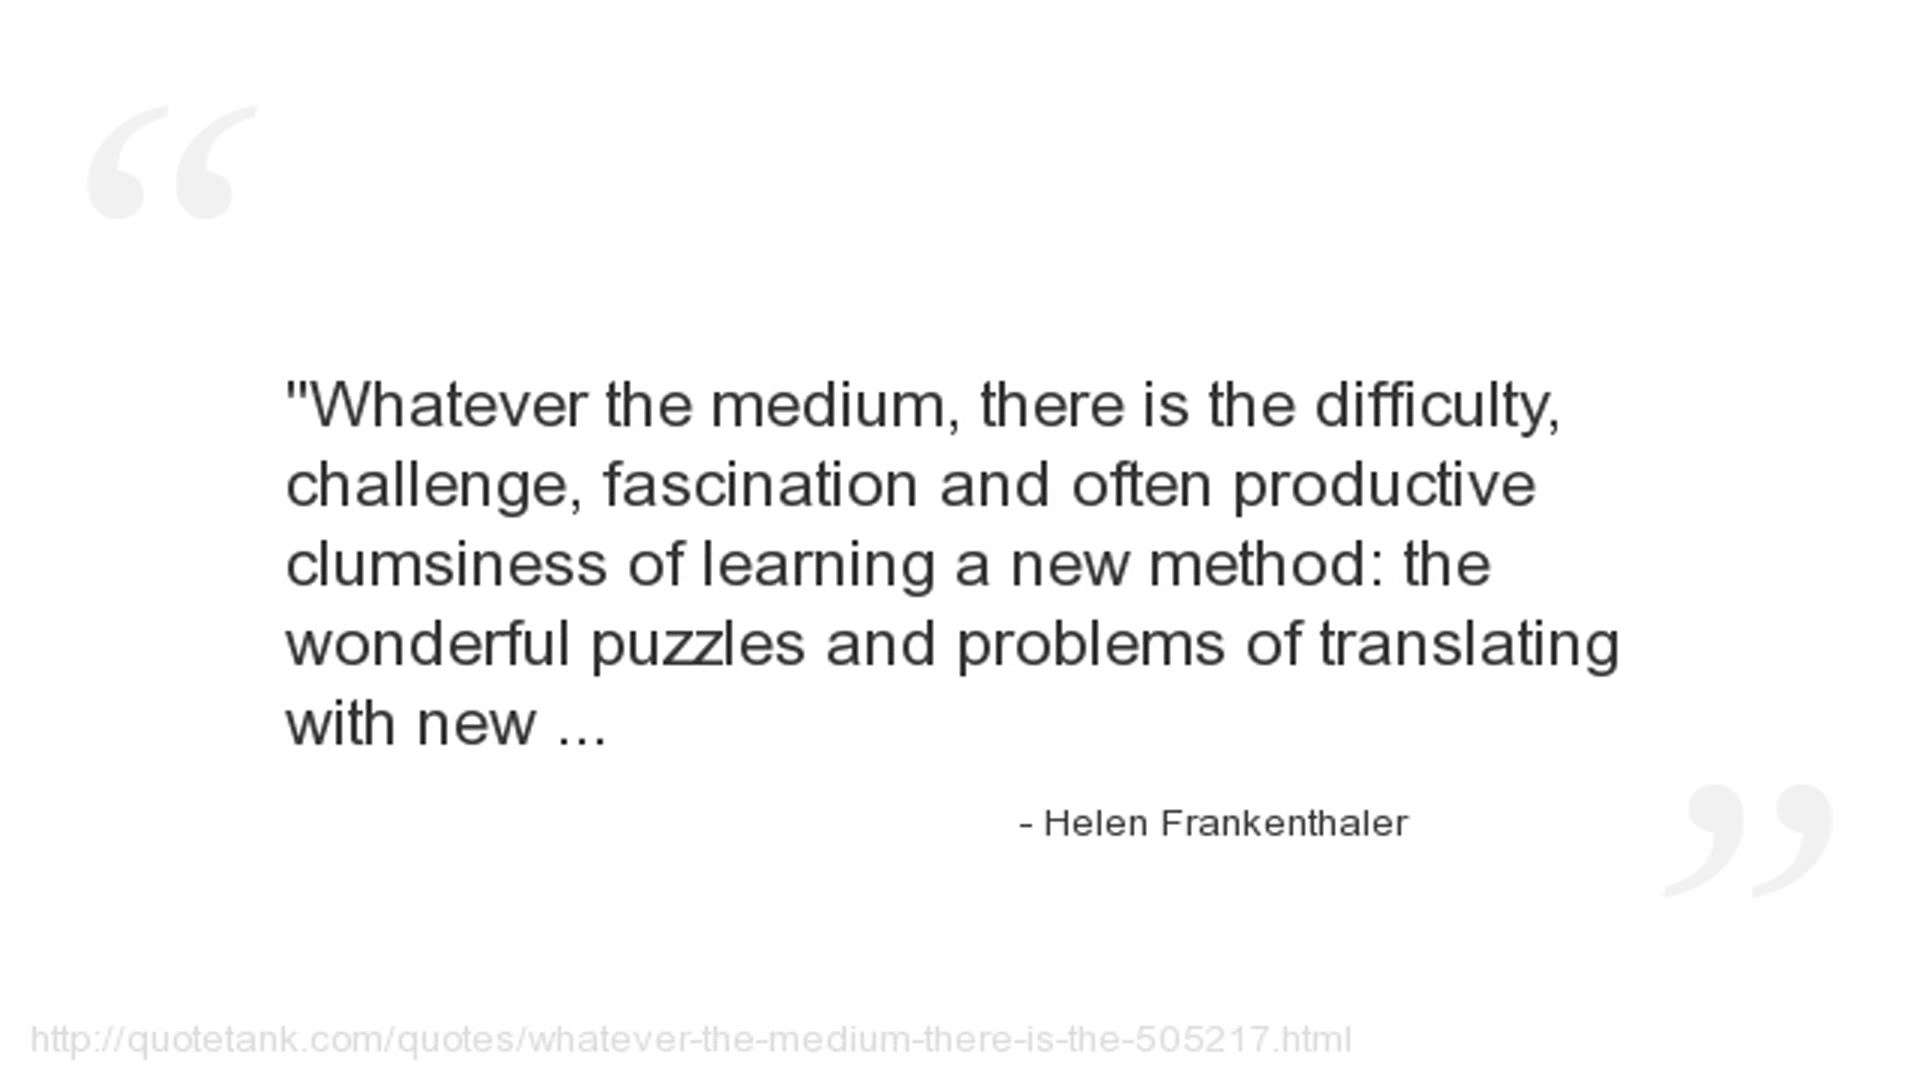 "Whatever the medium, there is the difficulty,
challenge, fascination and often productive
clumsiness of learning a new method: the
wonderful puzzles and problems of translating
with new ...
- Helen Frankenthaler
http://quotetank.com/quotes/whatever-the-medium-there-is-the-505217.html